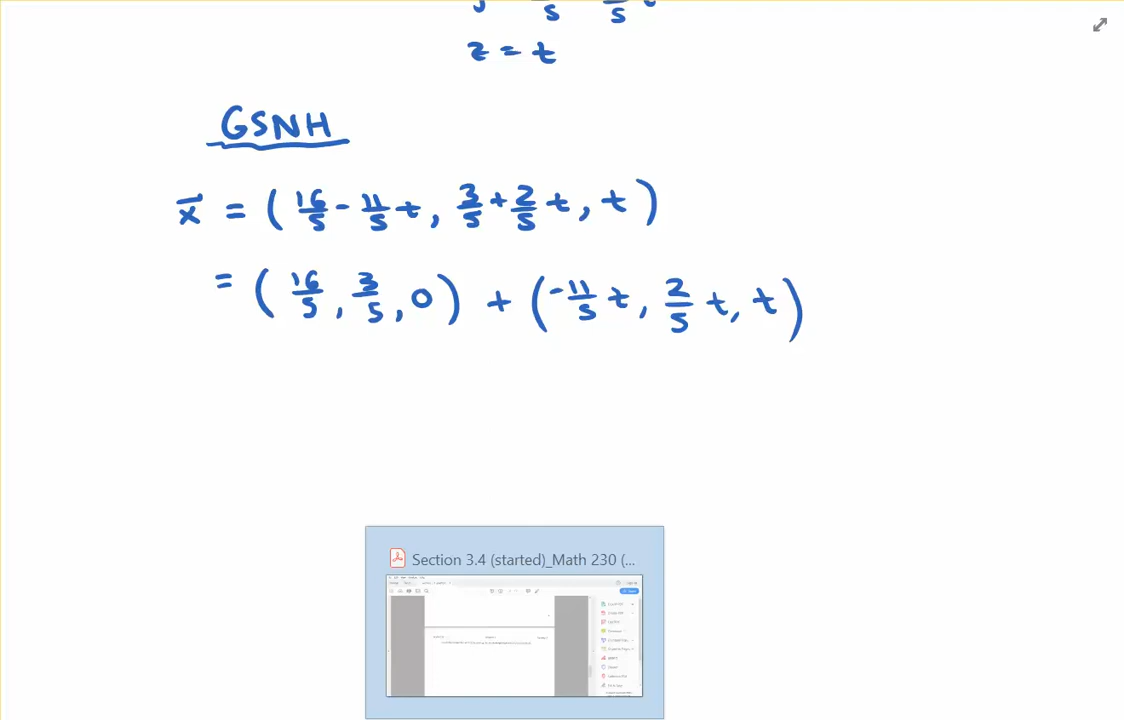 z = t
GSNH
x⃗ = ( 16/5 - 11/5 t, 3/5 + 2/5 t, t )
= ( 16/5, 3/5, 0 ) + ( -11/5 t, 2/5 t, t )
Section 3.4 (started)_Math 230 (...